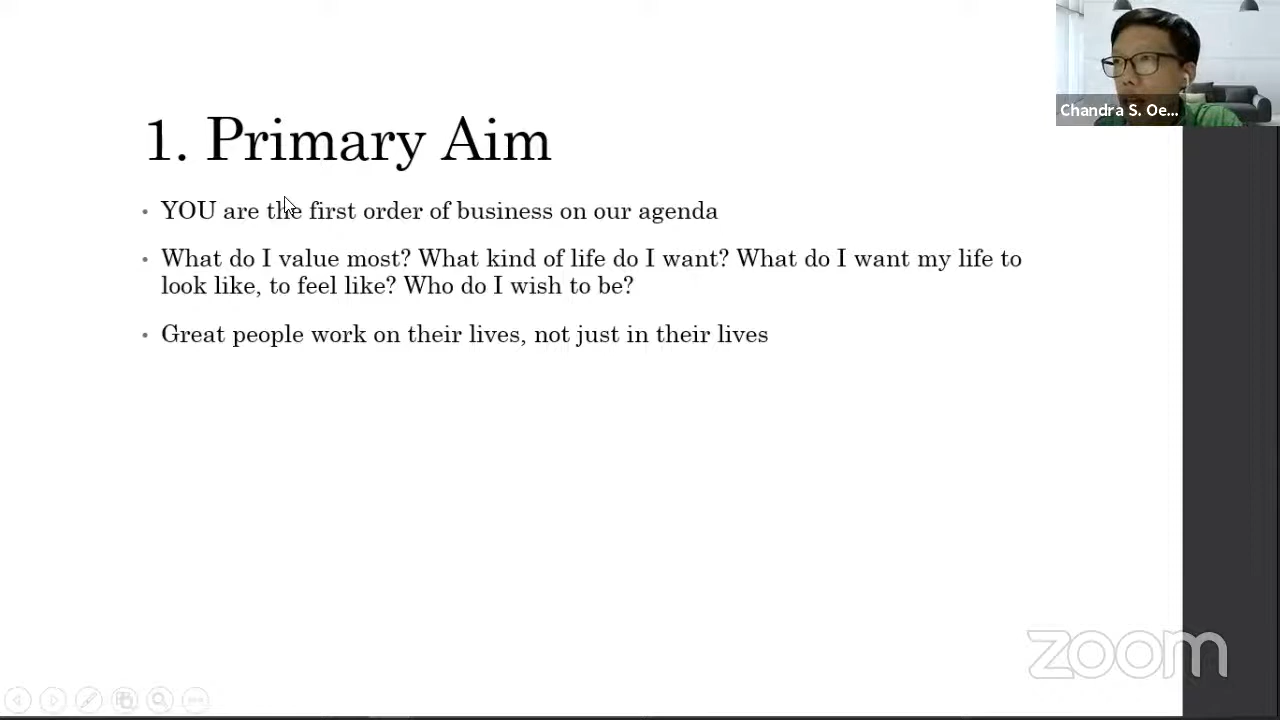 Chandra S. Oe...
1. Primary Aim
• YOU are the first order of business on our agenda
• What do I value most? What kind of life do I want? What do I want my life to
look like, to feel like? Who do I wish to be?
• Great people work on their lives, not just in their lives
zoom